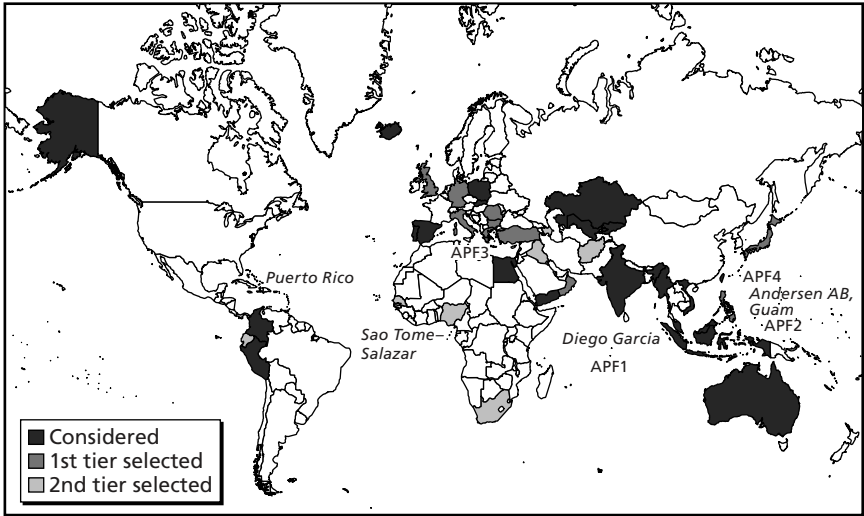 Puerto Rico
APF3
Sao Tome–
Salazar
Diego Garcia
APF1
APF4
Andersen AB,
Guam
APF2
Considered
1st tier selected
2nd tier selected